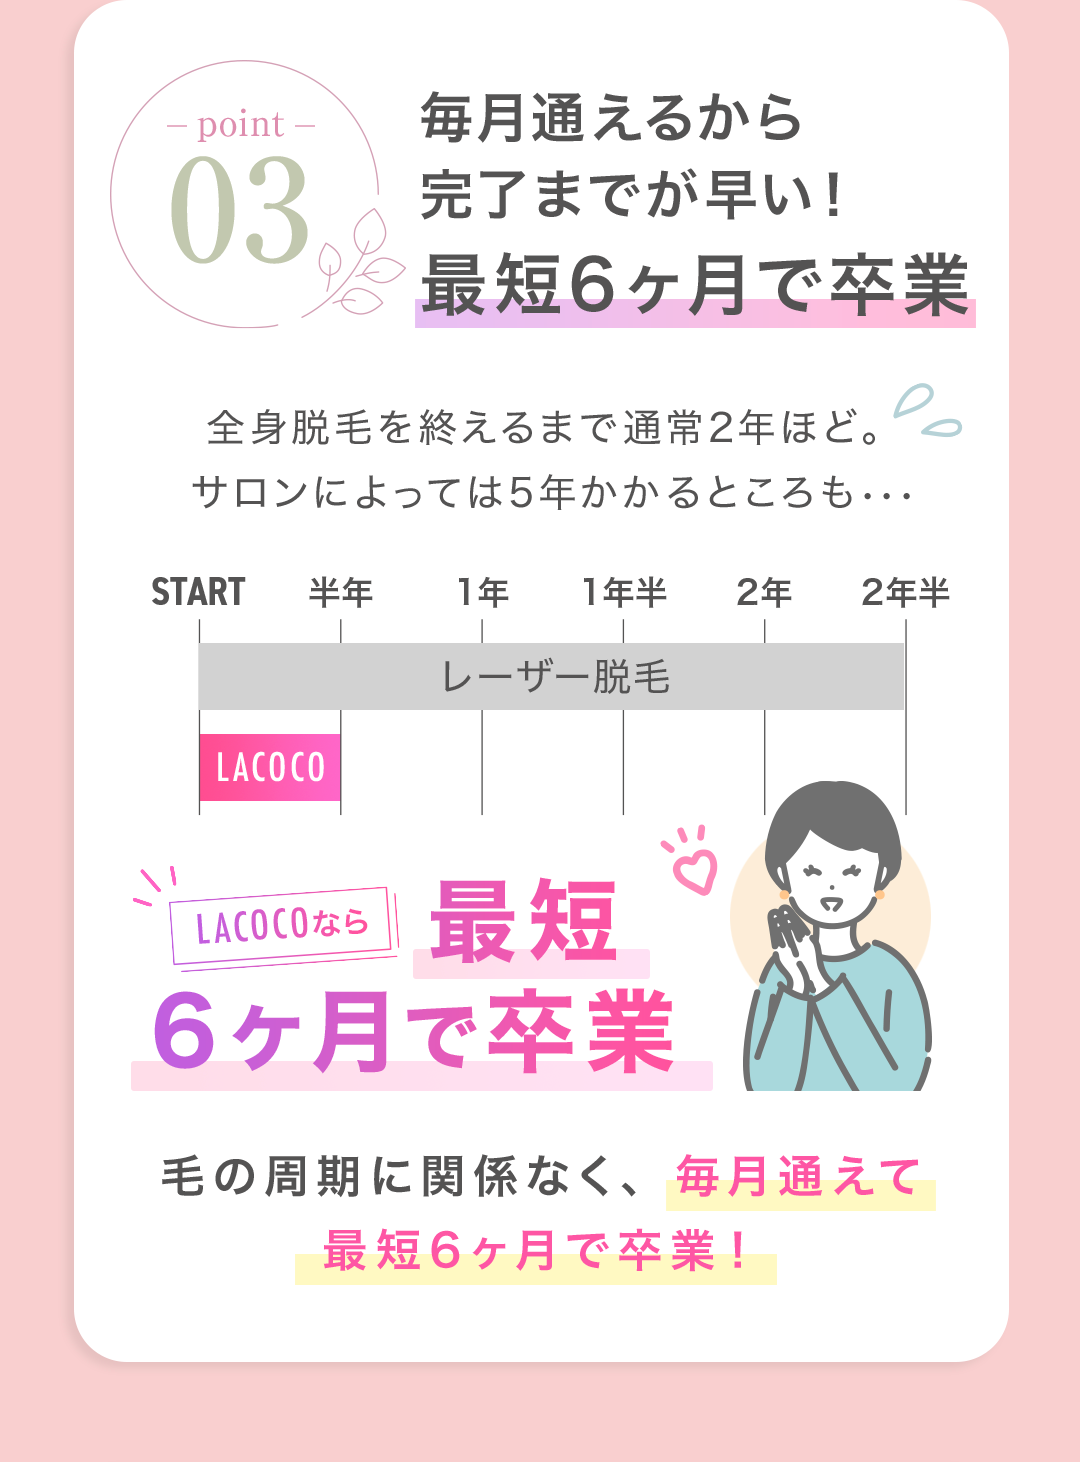 point
03
毎月通えるから
完了までが早い!
最短6ヶ月で卒業
全身脱毛を終えるまで通常2年ほど。
サロンによっては5年かかるところも・・・
START 半年 1年 1年半 2年 2年半
レーザー脱毛
LACOCO
LACOCOなら 最短
6ヶ月で卒業
毛の周期に関係なく、毎月通えて
最短6ヶ月で卒業!